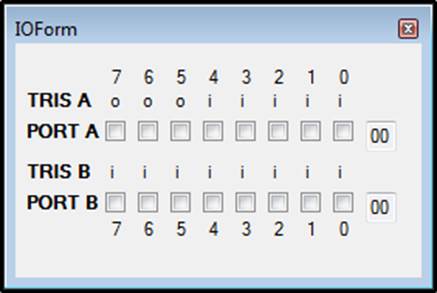 IOForm
7 6 5 4 3 2 1 0
TRIS A o o o i i i i i
PORT A 00
TRIS B i i i i i i i i
PORT B 00
7 6 5 4 3 2 1 0